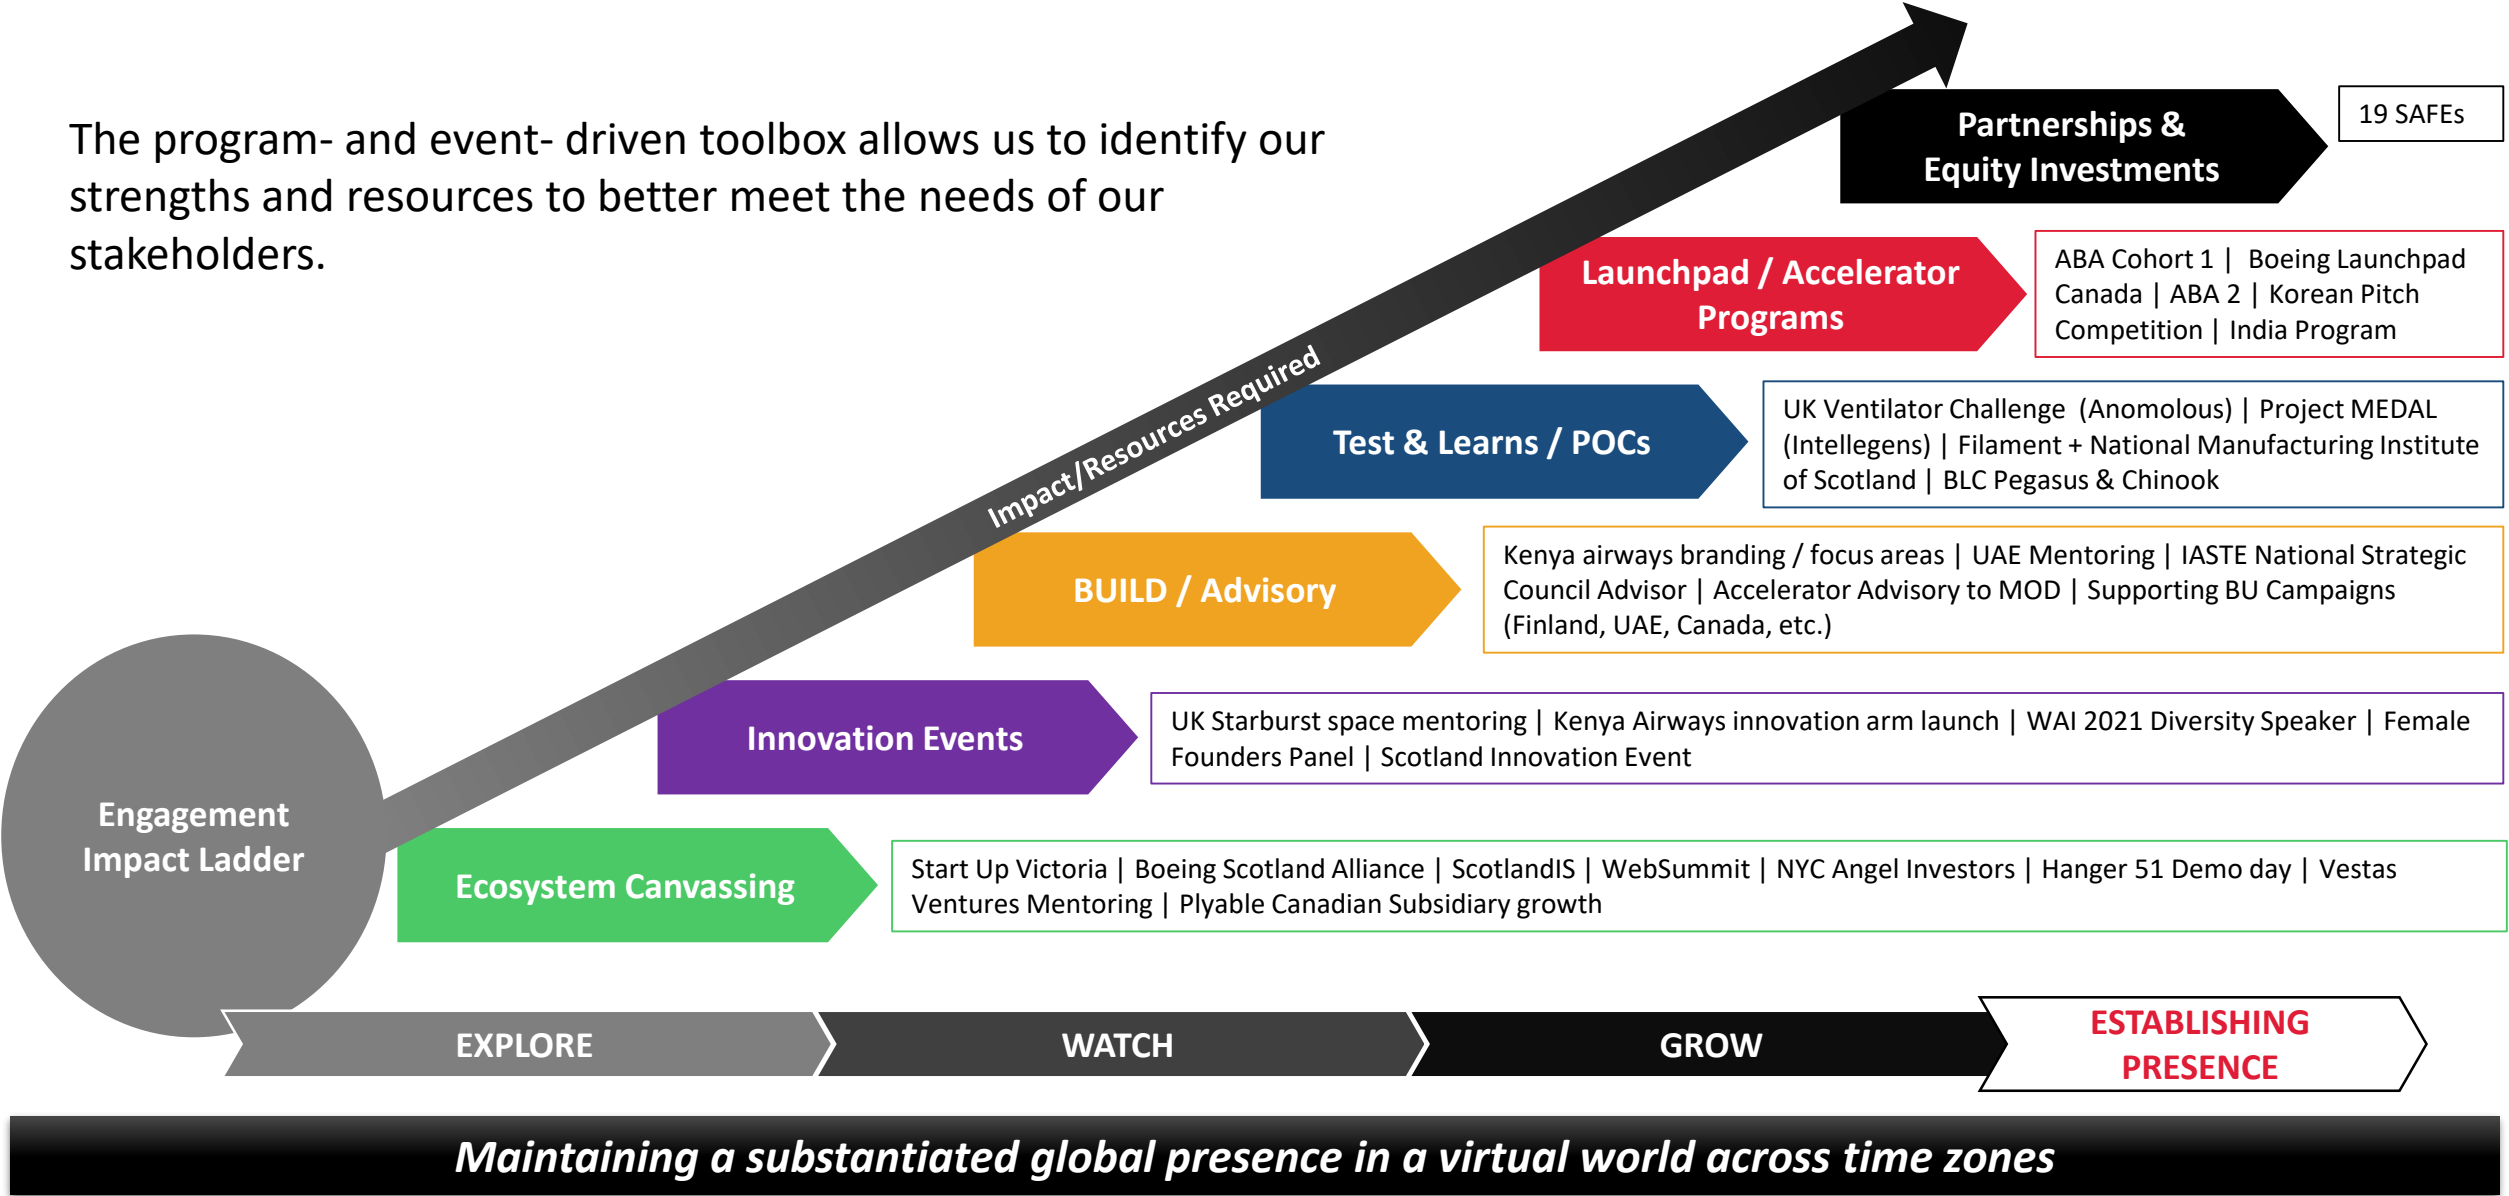 The program- and event- driven toolbox allows us to identify our
strengths and resources to better meet the needs of our
stakeholders.
Partnerships &
Equity Investments
19 SAFEs
Launchpad / Accelerator
Programs
ABA Cohort 1 | Boeing Launchpad
Canada | ABA 2 | Korean Pitch
Competition | India Program
Impact/Resources Required
Test & Learns / POCs
UK Ventilator Challenge (Anomolous) | Project MEDAL
(Intellegens) | Filament + National Manufacturing Institute
of Scotland | BLC Pegasus & Chinook
BUILD / Advisory
Kenya airways branding / focus areas | UAE Mentoring | IASTE National Strategic
Council Advisor | Accelerator Advisory to MOD | Supporting BU Campaigns
(Finland, UAE, Canada, etc.)
Innovation Events
UK Starburst space mentoring | Kenya Airways innovation arm launch | WAI 2021 Diversity Speaker | Female
Founders Panel | Scotland Innovation Event
Engagement
Impact Ladder
Ecosystem Canvassing
Start Up Victoria | Boeing Scotland Alliance | ScotlandIS | WebSummit | NYC Angel Investors | Hanger 51 Demo day | Vestas
Ventures Mentoring | Plyable Canadian Subsidiary growth
EXPLORE
WATCH
GROW
ESTABLISHING
PRESENCE
Maintaining a substantiated global presence in a virtual world across time zones